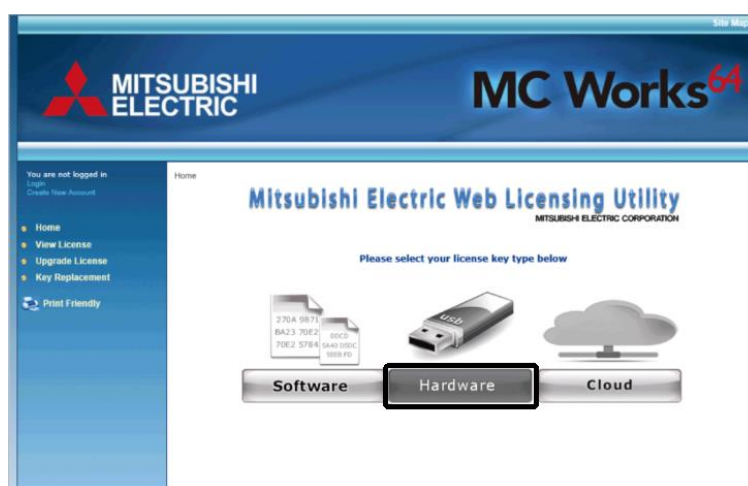 Site Map
MITSUBISHI
ELECTRIC
MC Works64
You are not logged in
Login
Create New Account
Home
Home
View License
Upgrade License
Key Replacement
Print Friendly
Mitsubishi Electric Web Licensing Utility
MITSUBISHI ELECTRIC CORPORATION
Please select your license key type below
270A 9871
BA23 70E2
70E2 5784
usb
Software
Hardware
Cloud